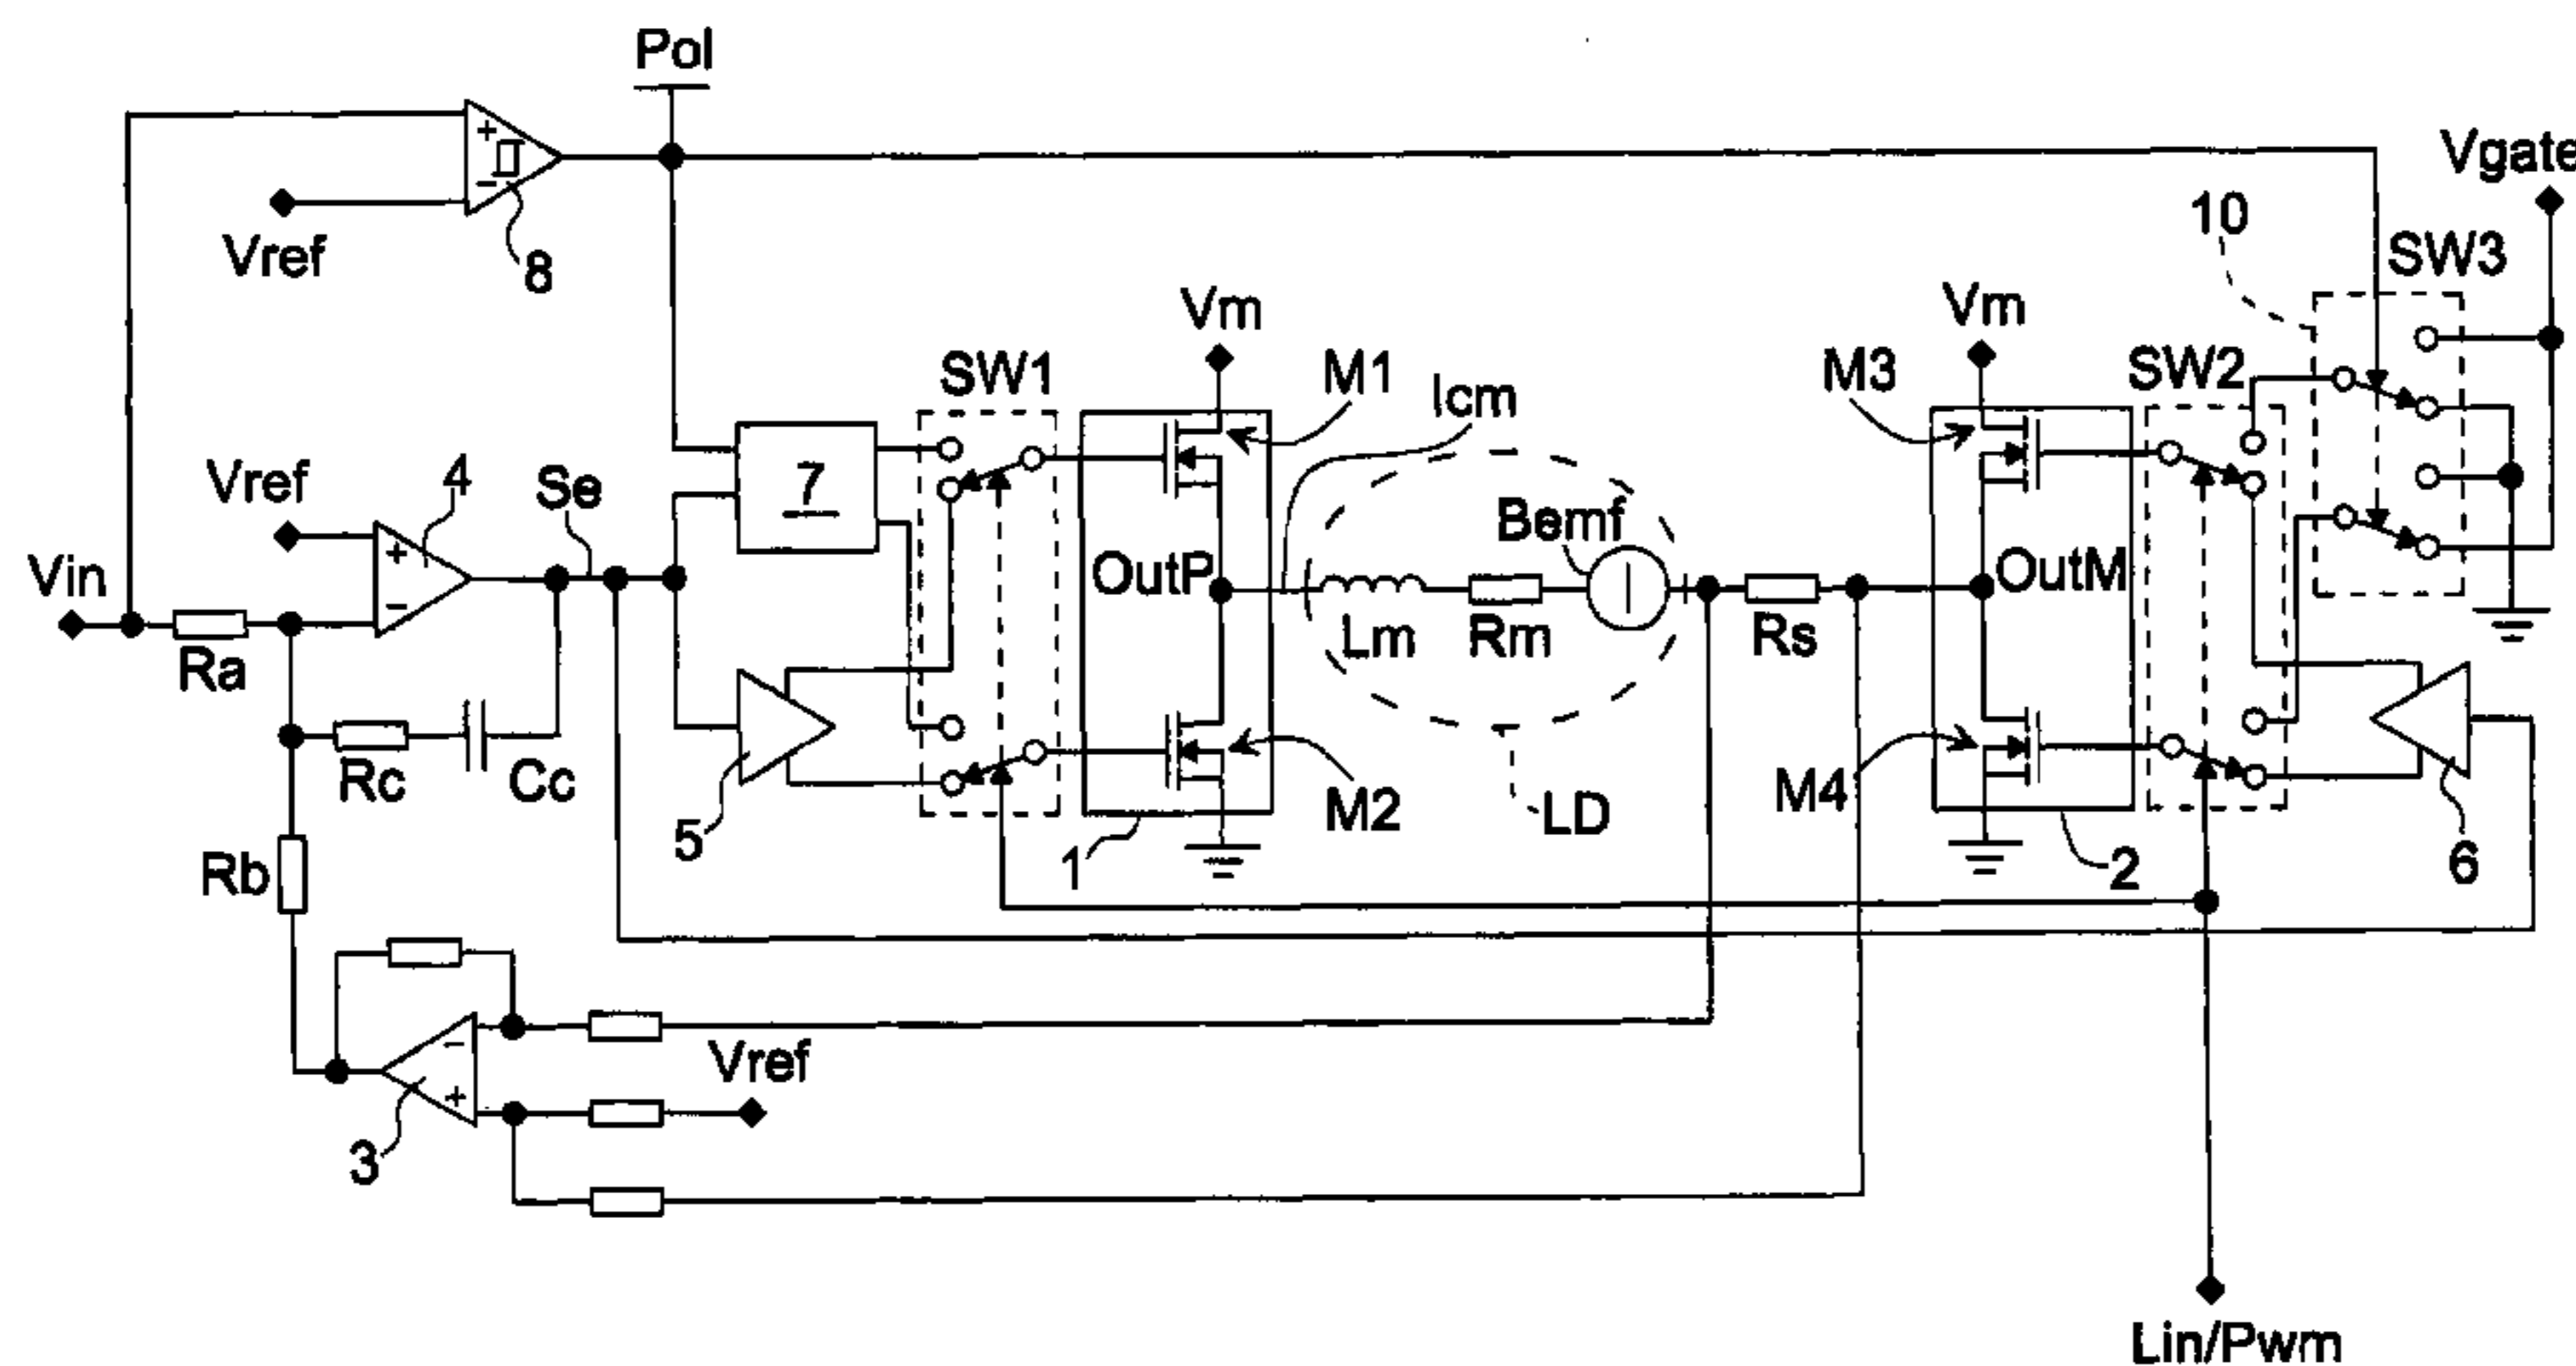 Pol
Vgate
+
-
8
Vref
10
SW3
Vm
Vm
SW1
M1
Icm
M3
SW2
Vref
4
Se
7
+
-
Vin
Bemf
OutP
OutM
Ra
Lm
Rm
Rs
Rc
Cc
5
M2
LD
M4
1
2
6
Rb
-
+
Vref
3
Lin/Pwm